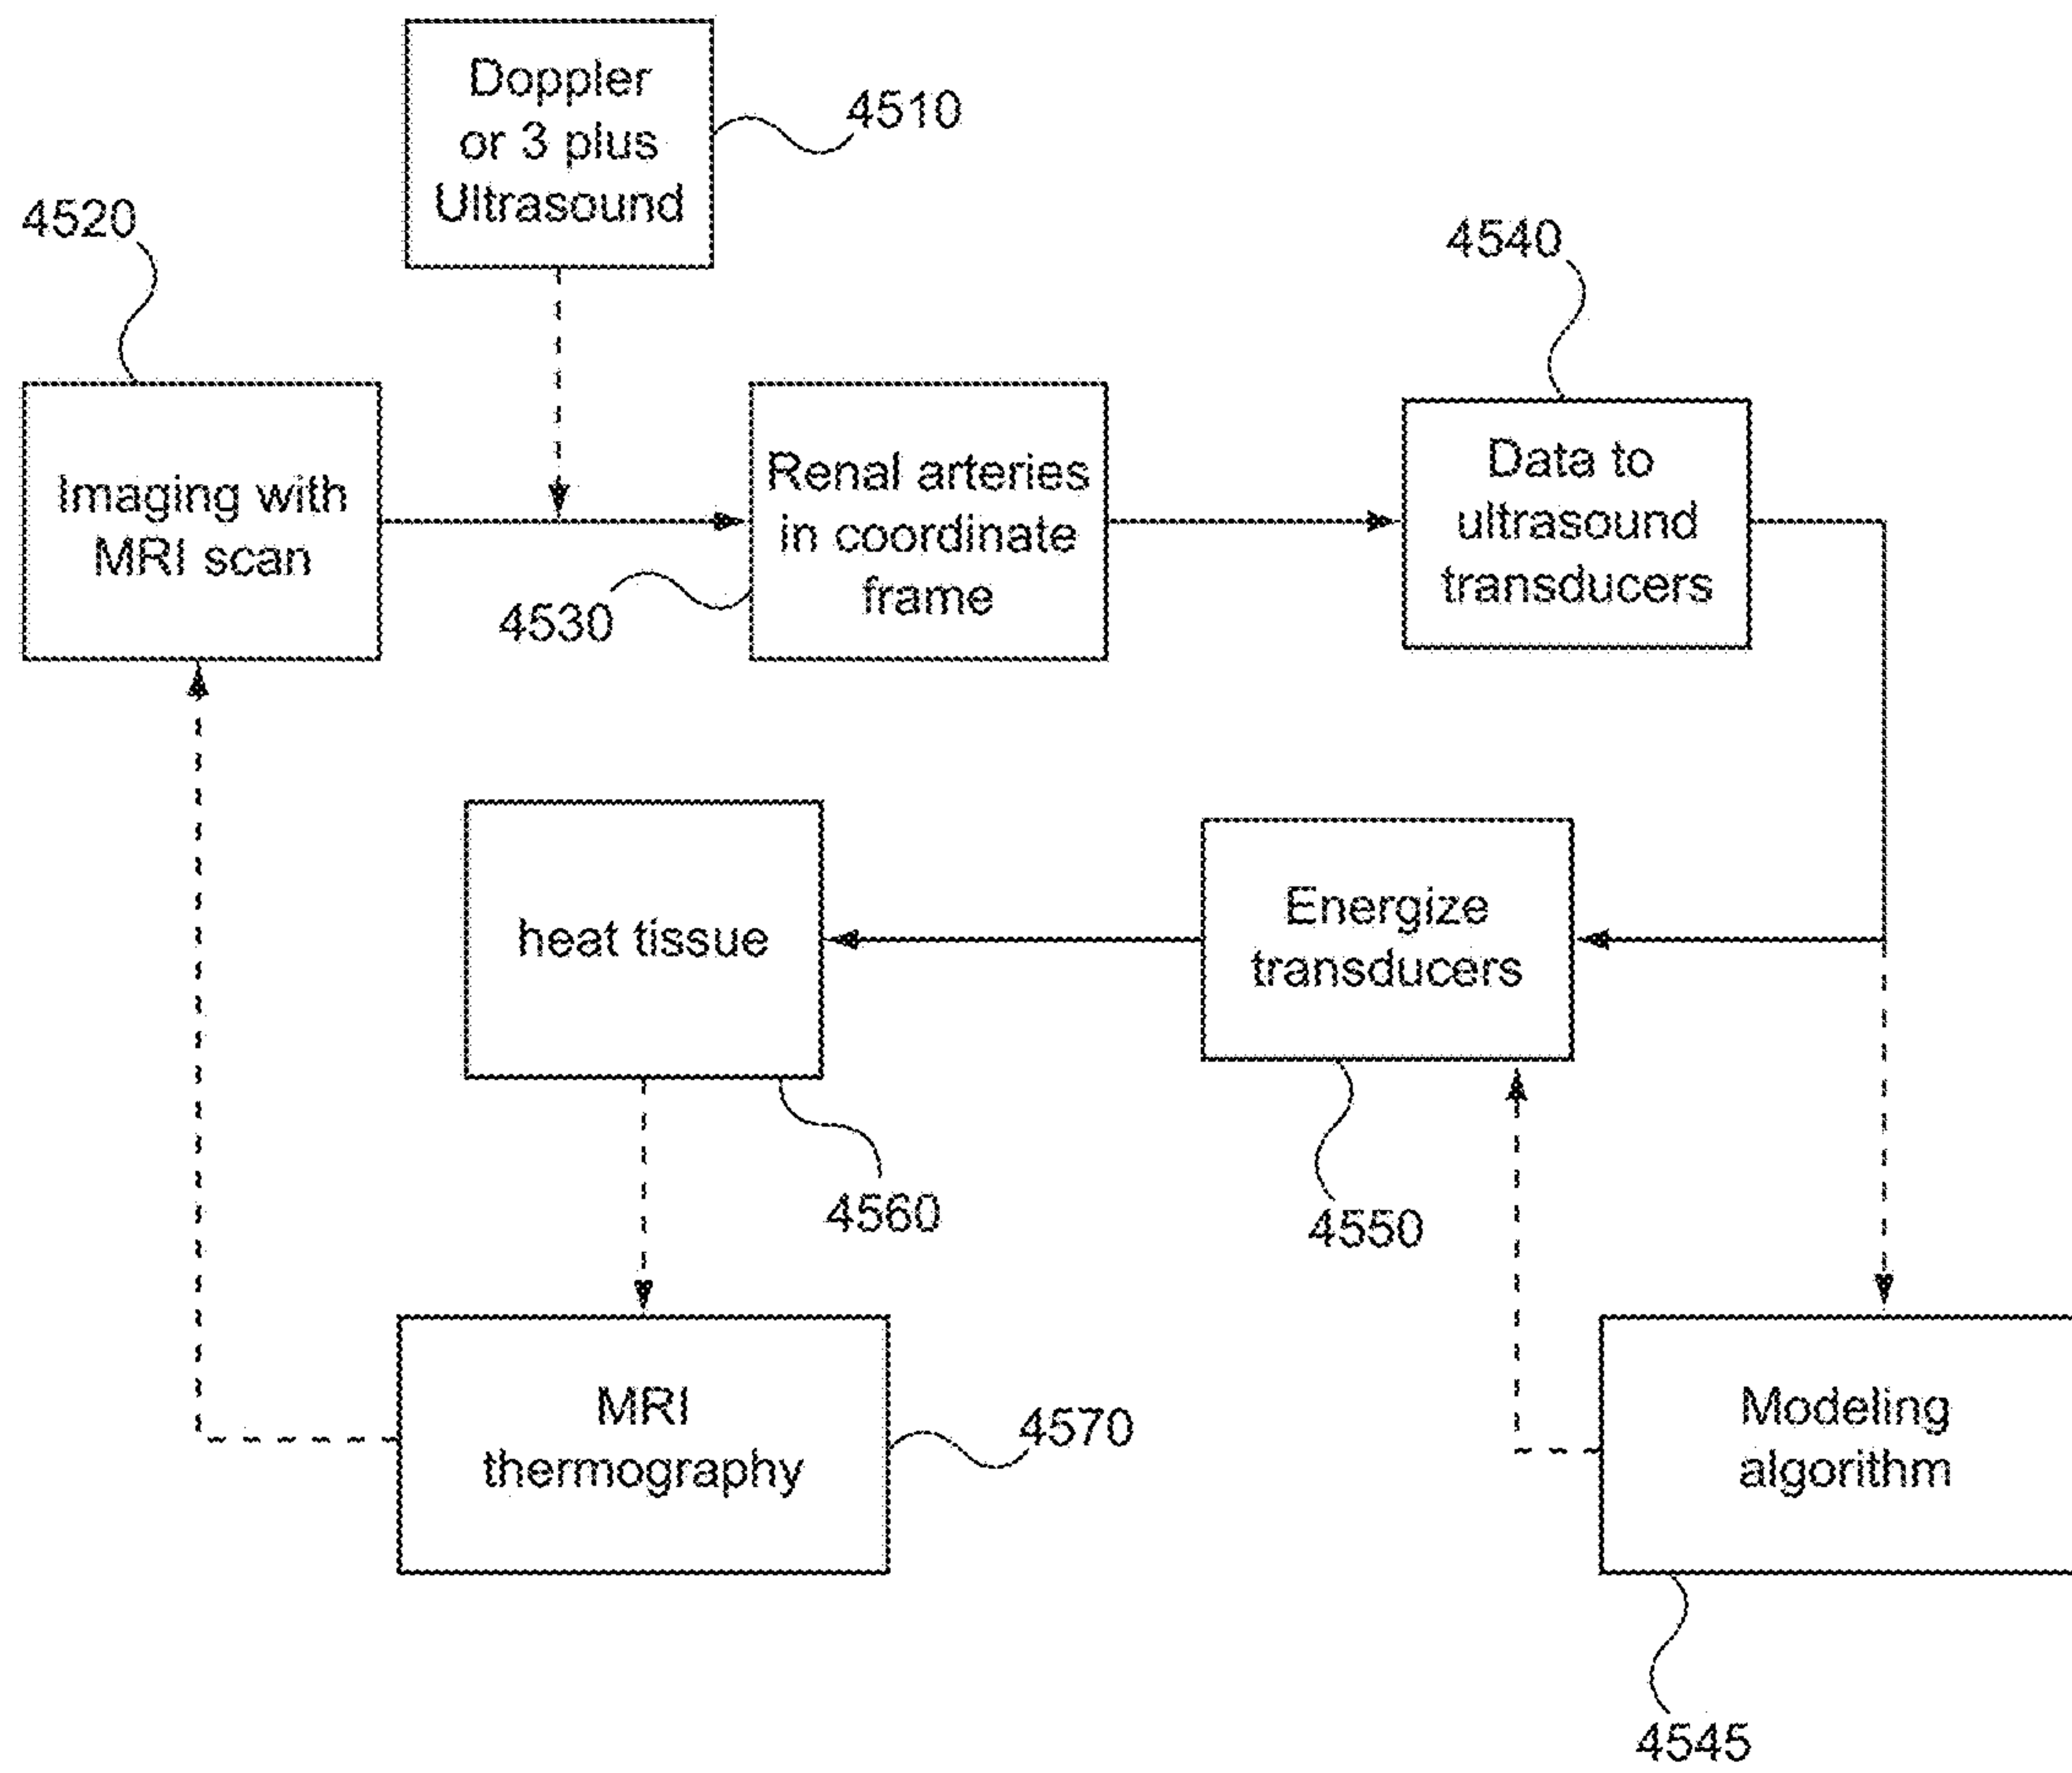 Doppler
or 3 plus
Ultrasound
4510
4520
4540
Imaging with
MRI scan
Renal arteries
in coordinate
frame
4530
Data to
ultrasound
transducers
heat tissue
Energize
transducers
4560
4550
MRI
thermography
4570
Modeling
algorithm
4545